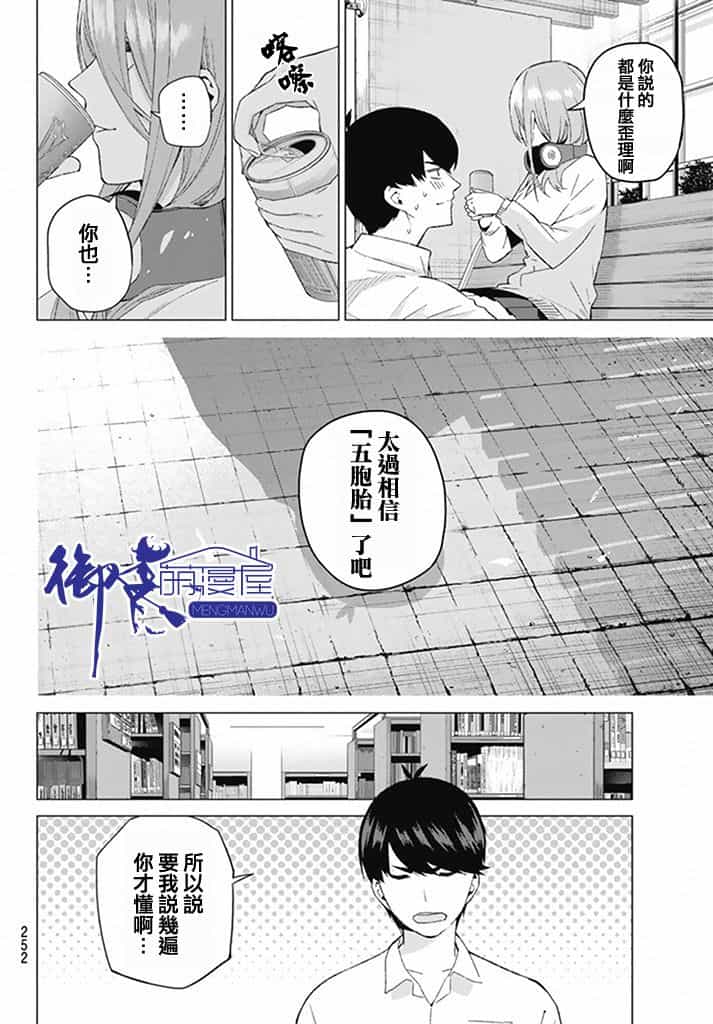 你說的
都是什麼歪理啊
喀嚓
……
你也…
太過相信
「五胞胎」了吧
御書萌漫屋
MENGMANWU
所以說
要我說幾遍
你才懂啊…
252